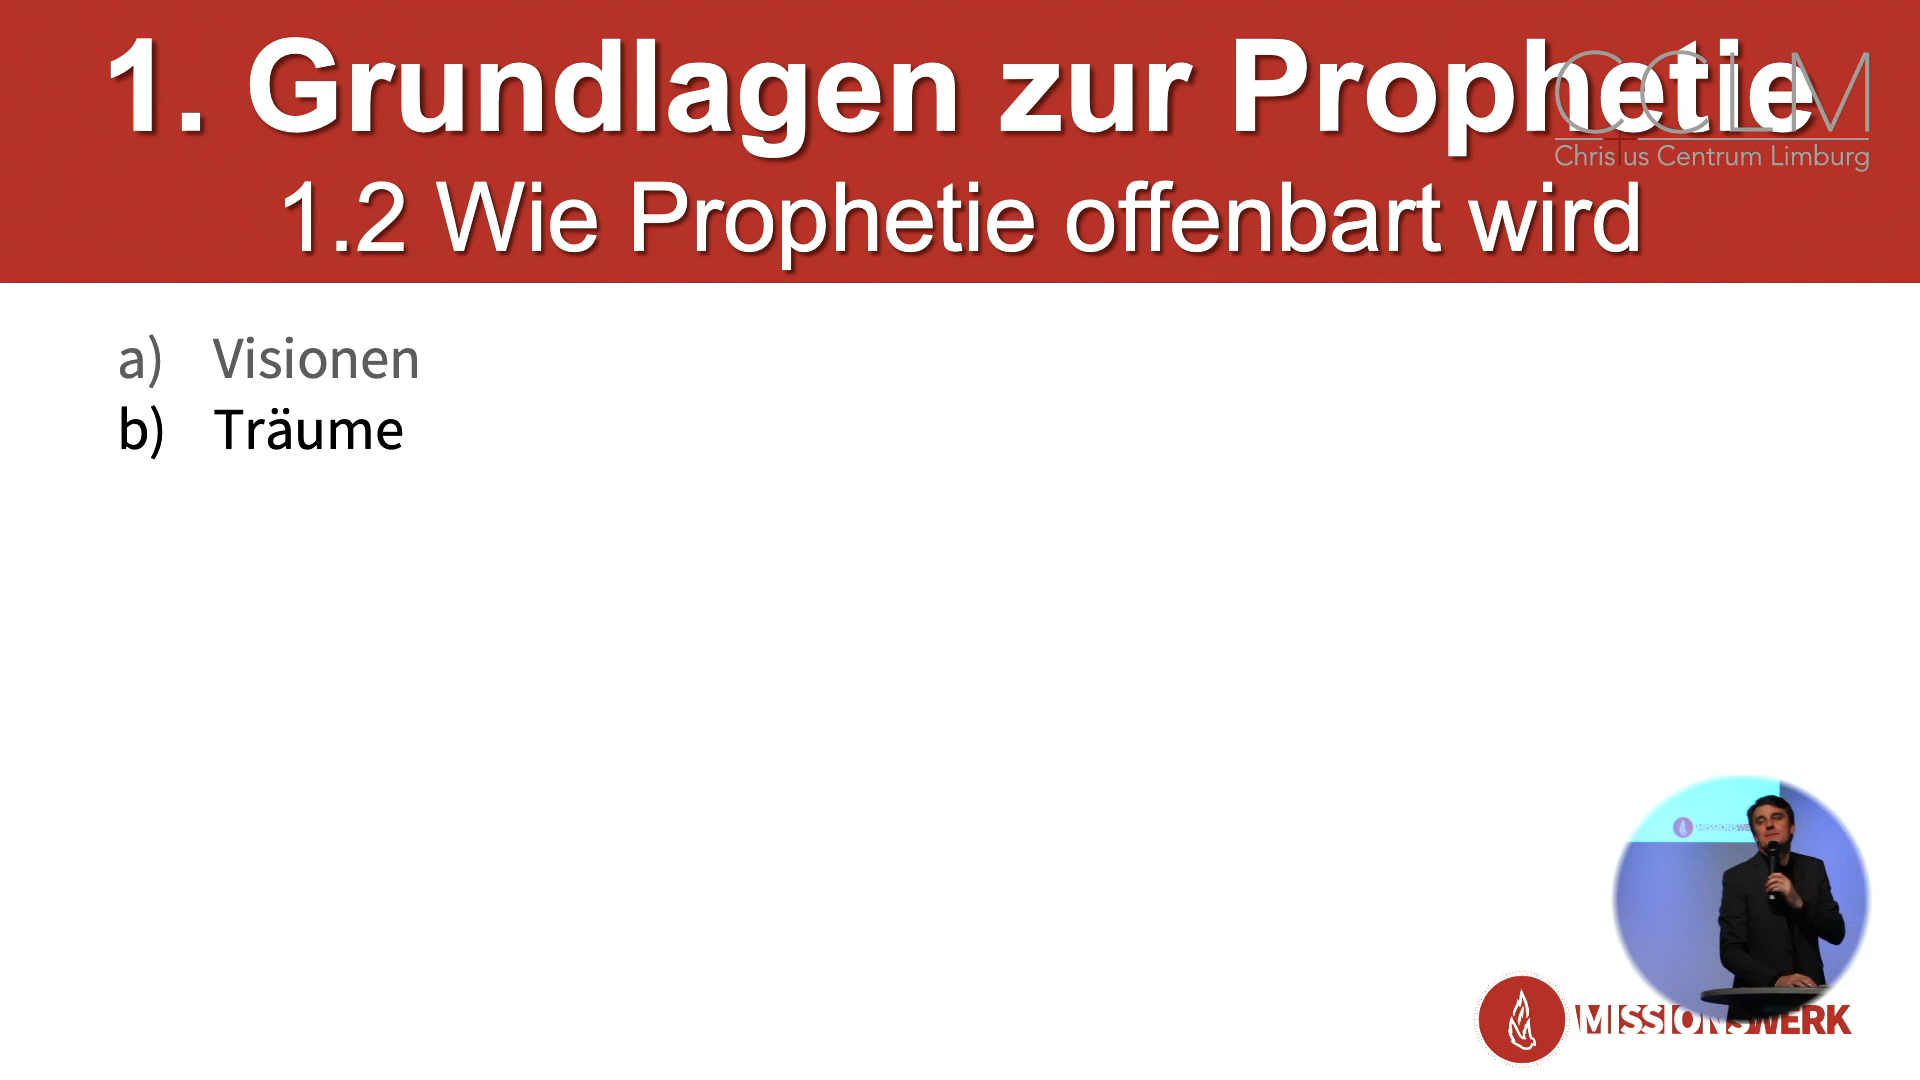 1. Grundlagen zur Prophetie
CCLM
Christus Centrum Limburg
1.2 Wie Prophetie offenbart wird
a) Visionen
b) Träume
MISSIONSWERK